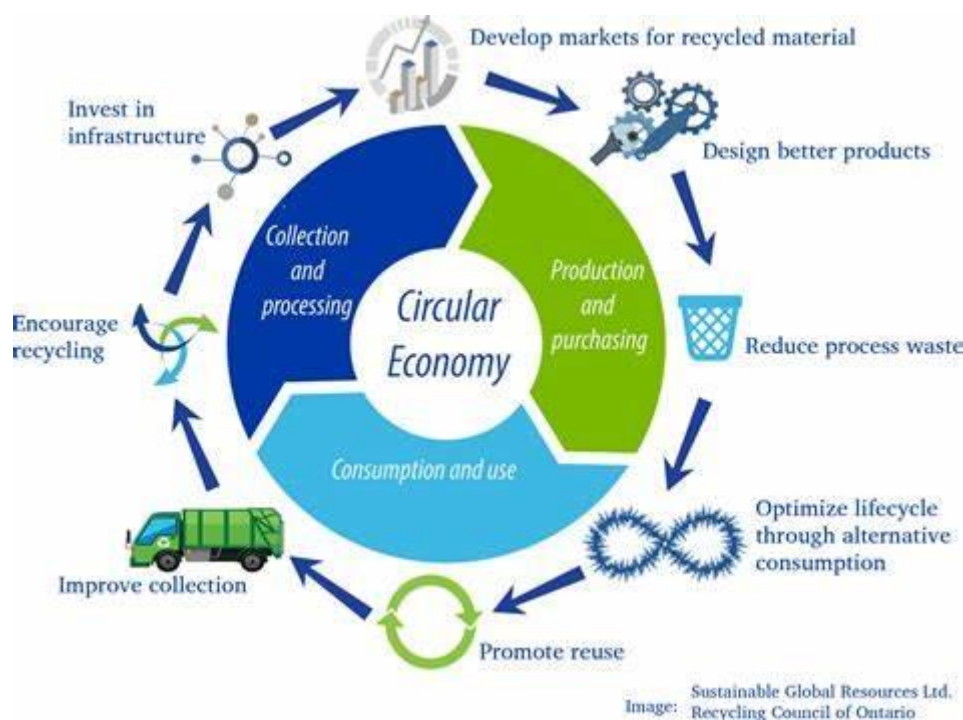 Develop markets for recycled material
Invest in
infrastructure
Design better products
Collection
and
processing
Production
and
purchasing
Circular
Economy
Encourage
recycling
Reduce process waste
Consumption and use
Optimize lifecycle
through alternative
consumption
Improve collection
Promote reuse
Image: Sustainable Global Resources Ltd.
Recycling Council of Ontario